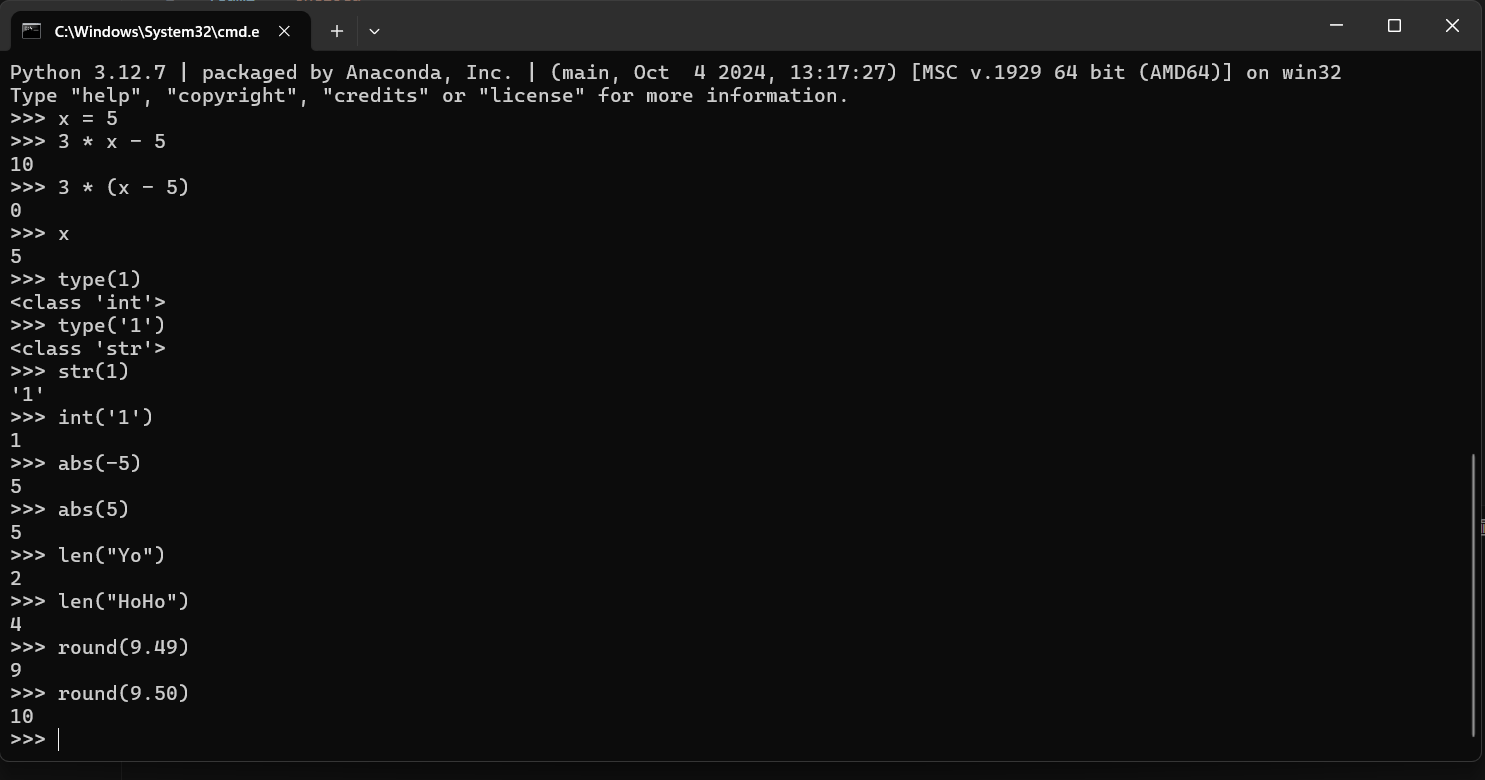 C:\Windows\System32\cmd.e
Python 3.12.7 | packaged by Anaconda, Inc. | (main, Oct  4 2024, 13:17:27) [MSC v.1929 64 bit (AMD64)] on win32
Type "help", "copyright", "credits" or "license" for more information.
>>> x = 5
>>> 3 * x - 5
10
>>> 3 * (x - 5)
0
>>> x
5
>>> type(1)
<class 'int'>
>>> type('1')
<class 'str'>
>>> str(1)
'1'
>>> int('1')
1
>>> abs(-5)
5
>>> abs(5)
5
>>> len("Yo")
2
>>> len("HoHo")
4
>>> round(9.49)
9
>>> round(9.50)
10
>>>